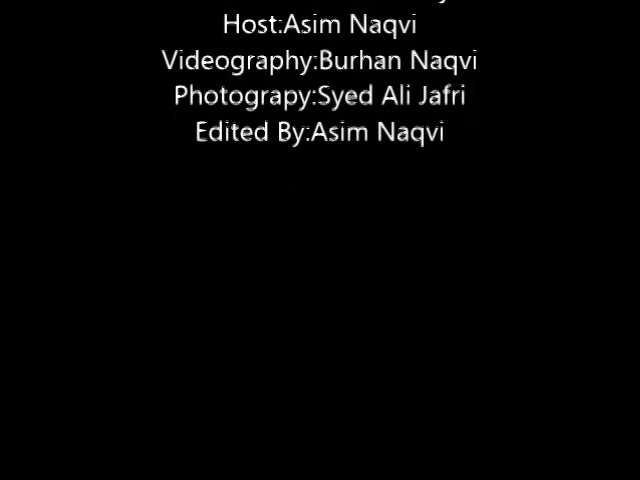 Host:Asim Naqvi
Videography:Burhan Naqvi
Photograpy:Syed Ali Jafri
Edited By:Asim Naqvi